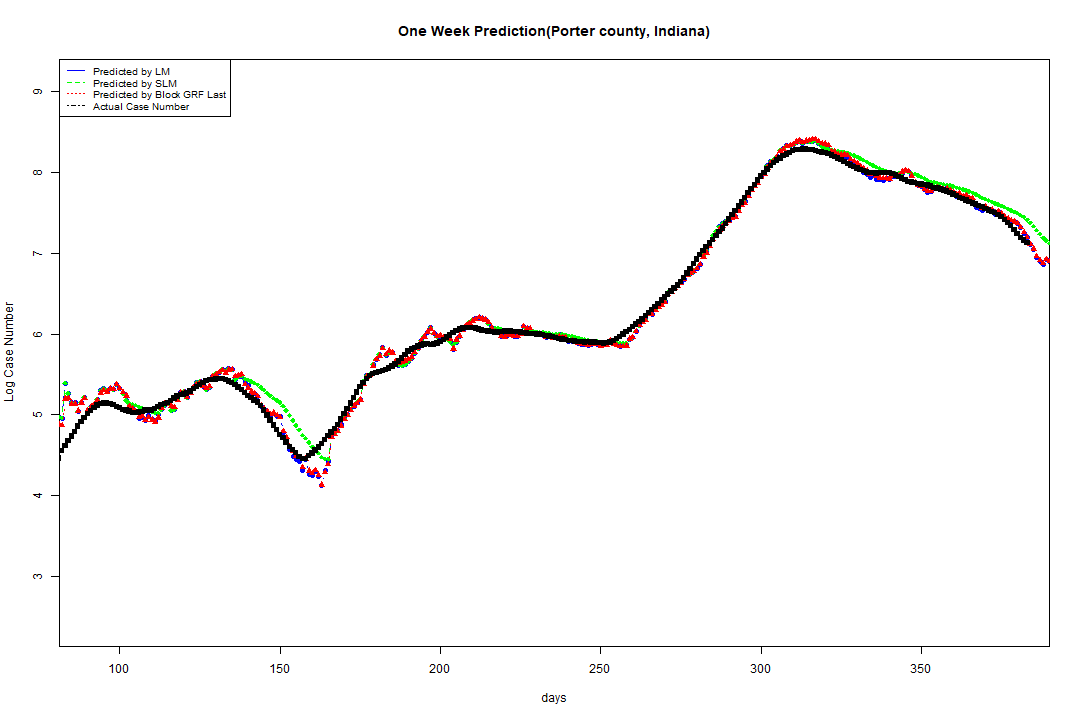 One Week Prediction(Porter county, Indiana)
Predicted by LM
Predicted by SLM
Predicted by Block GRF Last
Actual Case Number
9
8
7
6
5
4
3
Log Case Number
100 150 200 250 300 350
days